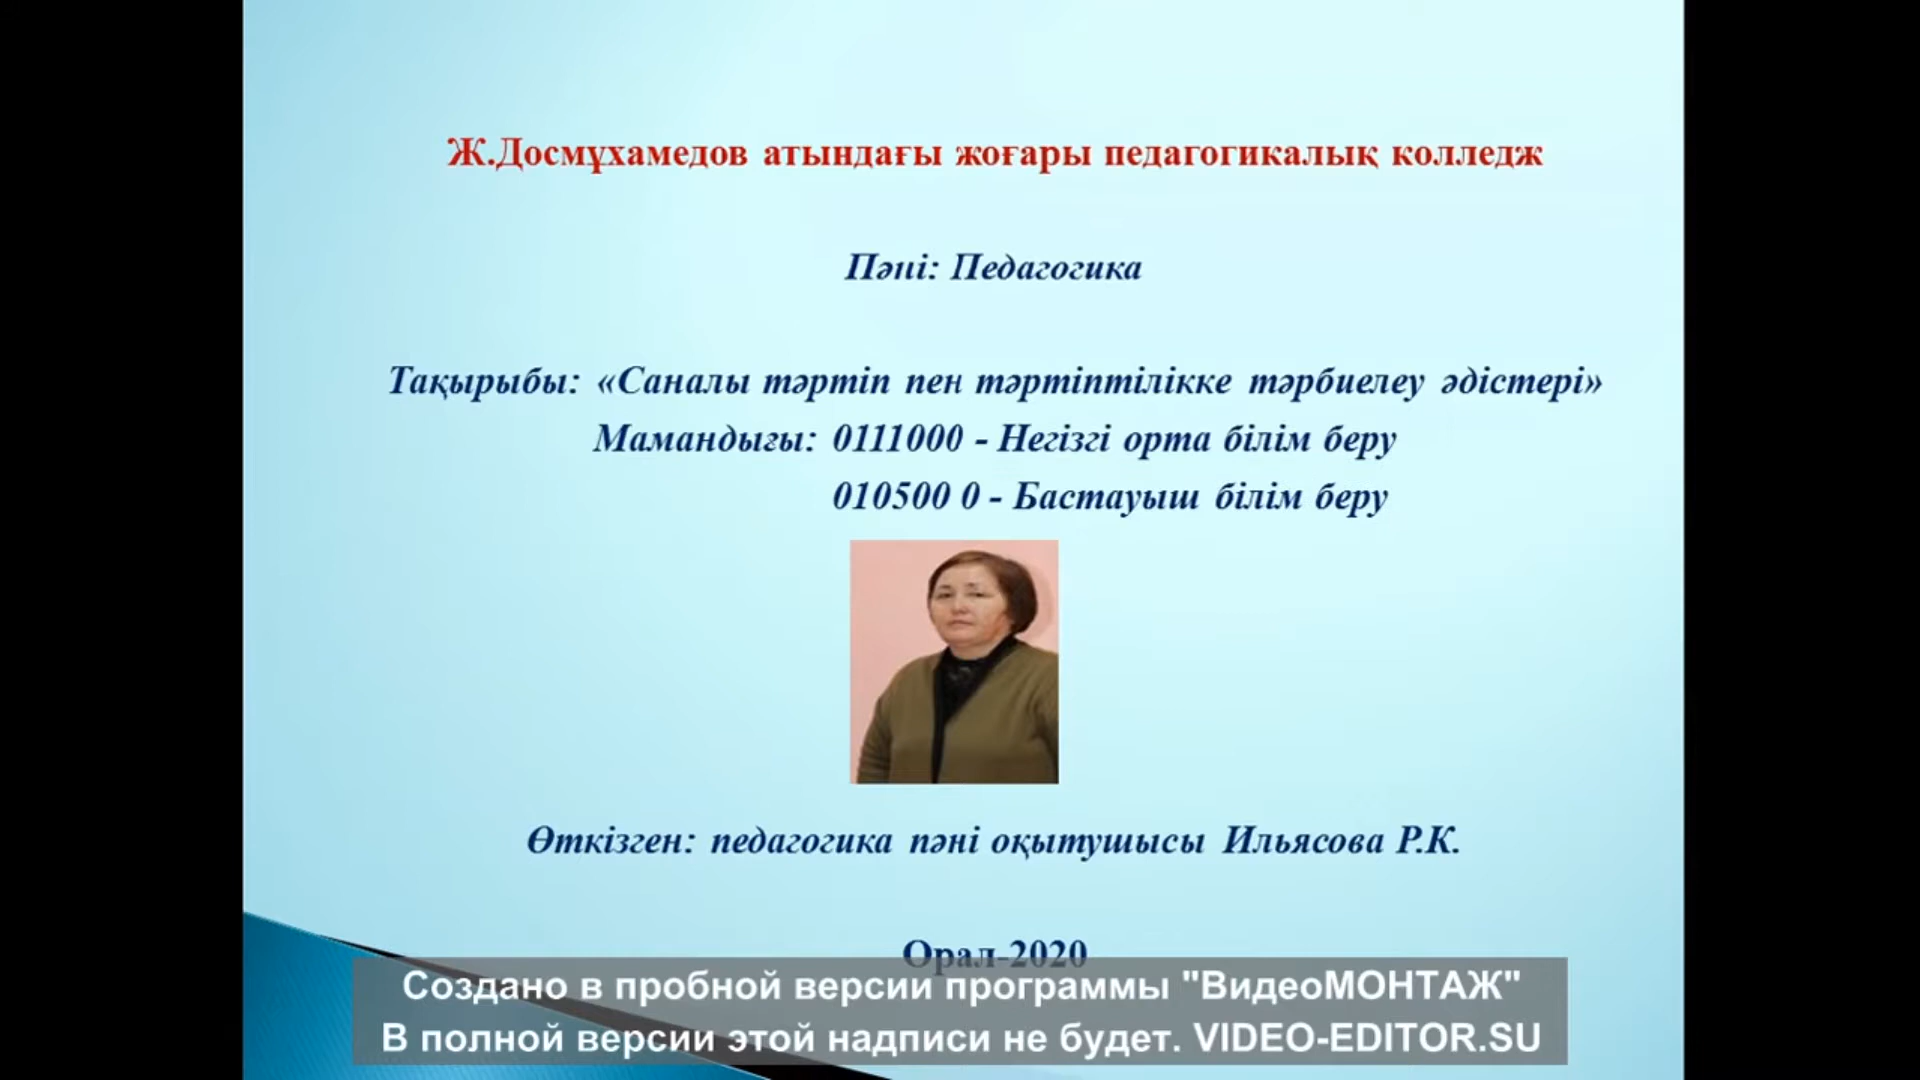 Ж.Досмұхамедов атындағы жоғары педагогикалық колледж
Пәні: Педагогика
Тақырыбы: «Саналы тәртіп пен тәртіптілікке тәрбиелеу әдістері»
Мамандығы: 0111000 - Негізгі орта білім беру
010500 0 - Бастауыш білім беру
Өткізген: педагогика пәні оқытушысы Ильясова Р.К.
Орал-2020
Создано в пробной версии программы "ВидеоМОНТАЖ"
В полной версии этой надписи не будет. VIDEO-EDITOR.SU